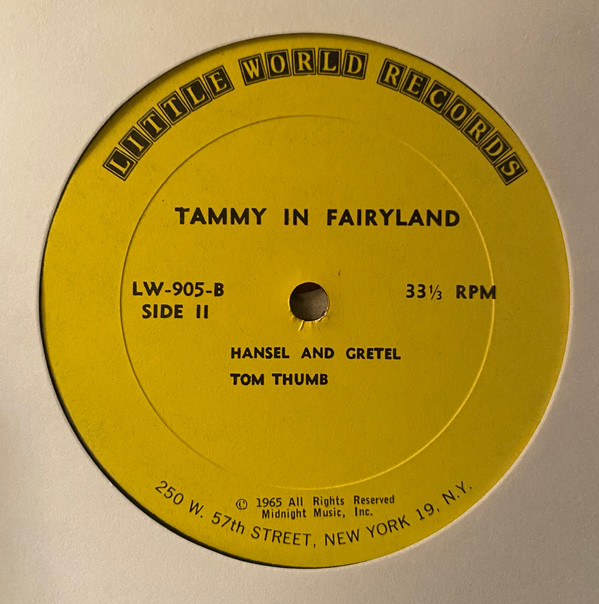 LITTLE WORLD RECORDS
TAMMY IN FAIRYLAND
LW-905-B
SIDE II
33⅓ RPM
HANSEL AND GRETEL
TOM THUMB
© 1965 All Rights Reserved
Midnight Music, Inc.
250 W. 57th STREET, NEW YORK 19, N.Y.